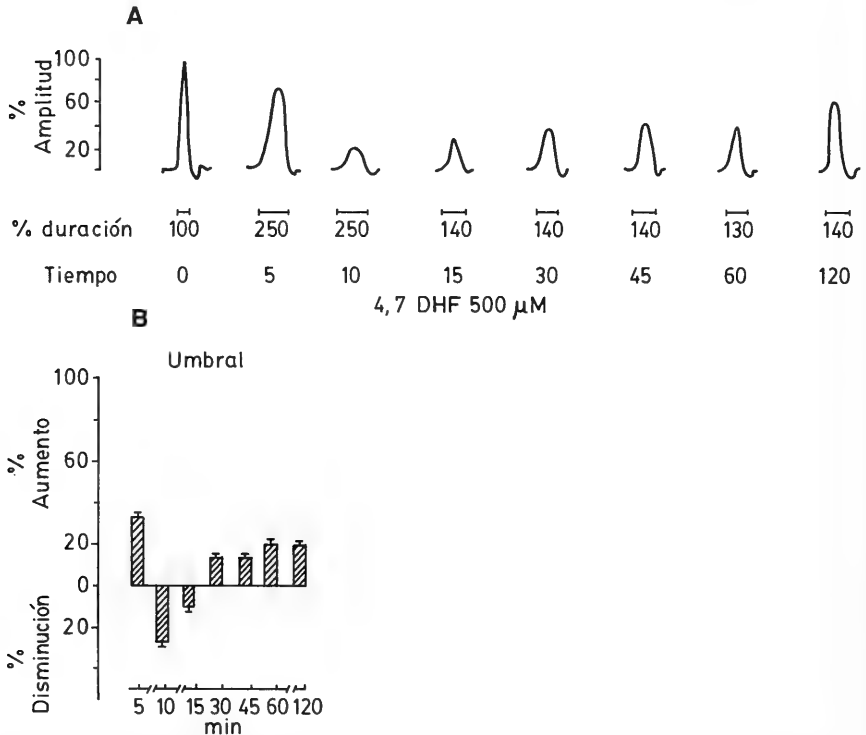 A
% Amplitud
100
60
20
% duración 100 250 250 140 140 140 130 140
Tiempo 0 5 10 15 30 45 60 120
4,7 DHF 500 µM
B
Umbral
% Aumento
100
60
20
0
20
% Disminución
5 10 15 30 45 60 120
min